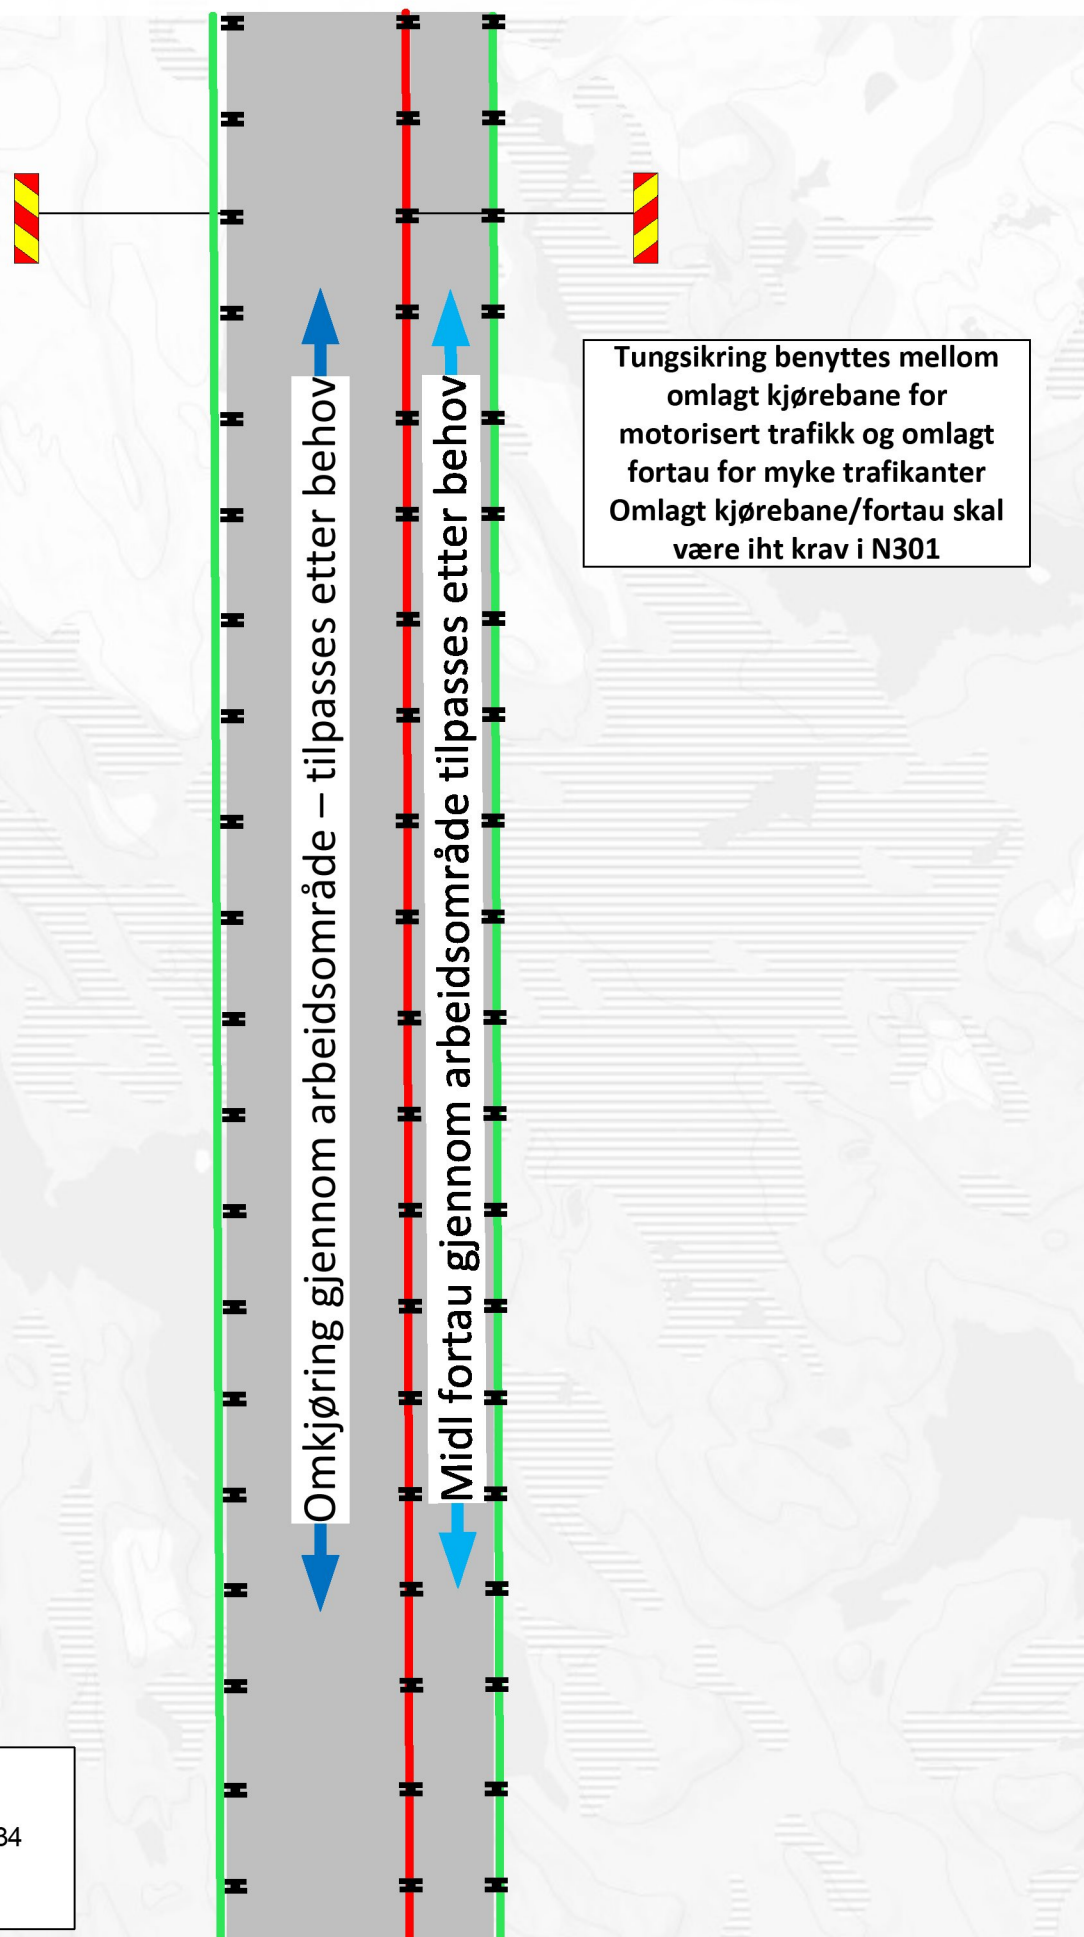 Tungsikring benyttes mellom
omlagt kjørebane for
motorisert trafikk og omlagt
fortau for myke trafikanter
Omlagt kjørebane/fortau skal
være iht krav i N301
Omkjøring gjennom arbeidsområde – tilpasses etter behov
Midl fortau gjennom arbeidsområde tilpasses etter behov
34